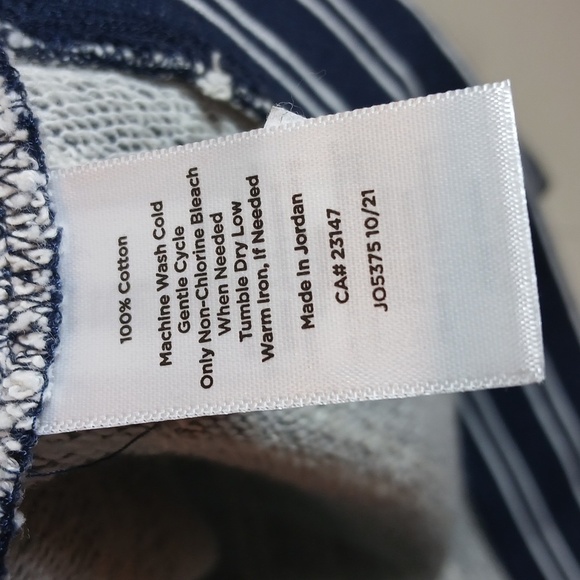 100% Cotton
Machine Wash Cold
Gentle Cycle
Only Non-Chlorine Bleach
When Needed
Tumble Dry Low
Warm Iron, If Needed
Made In Jordan
CA# 23147
JO5375 10/21